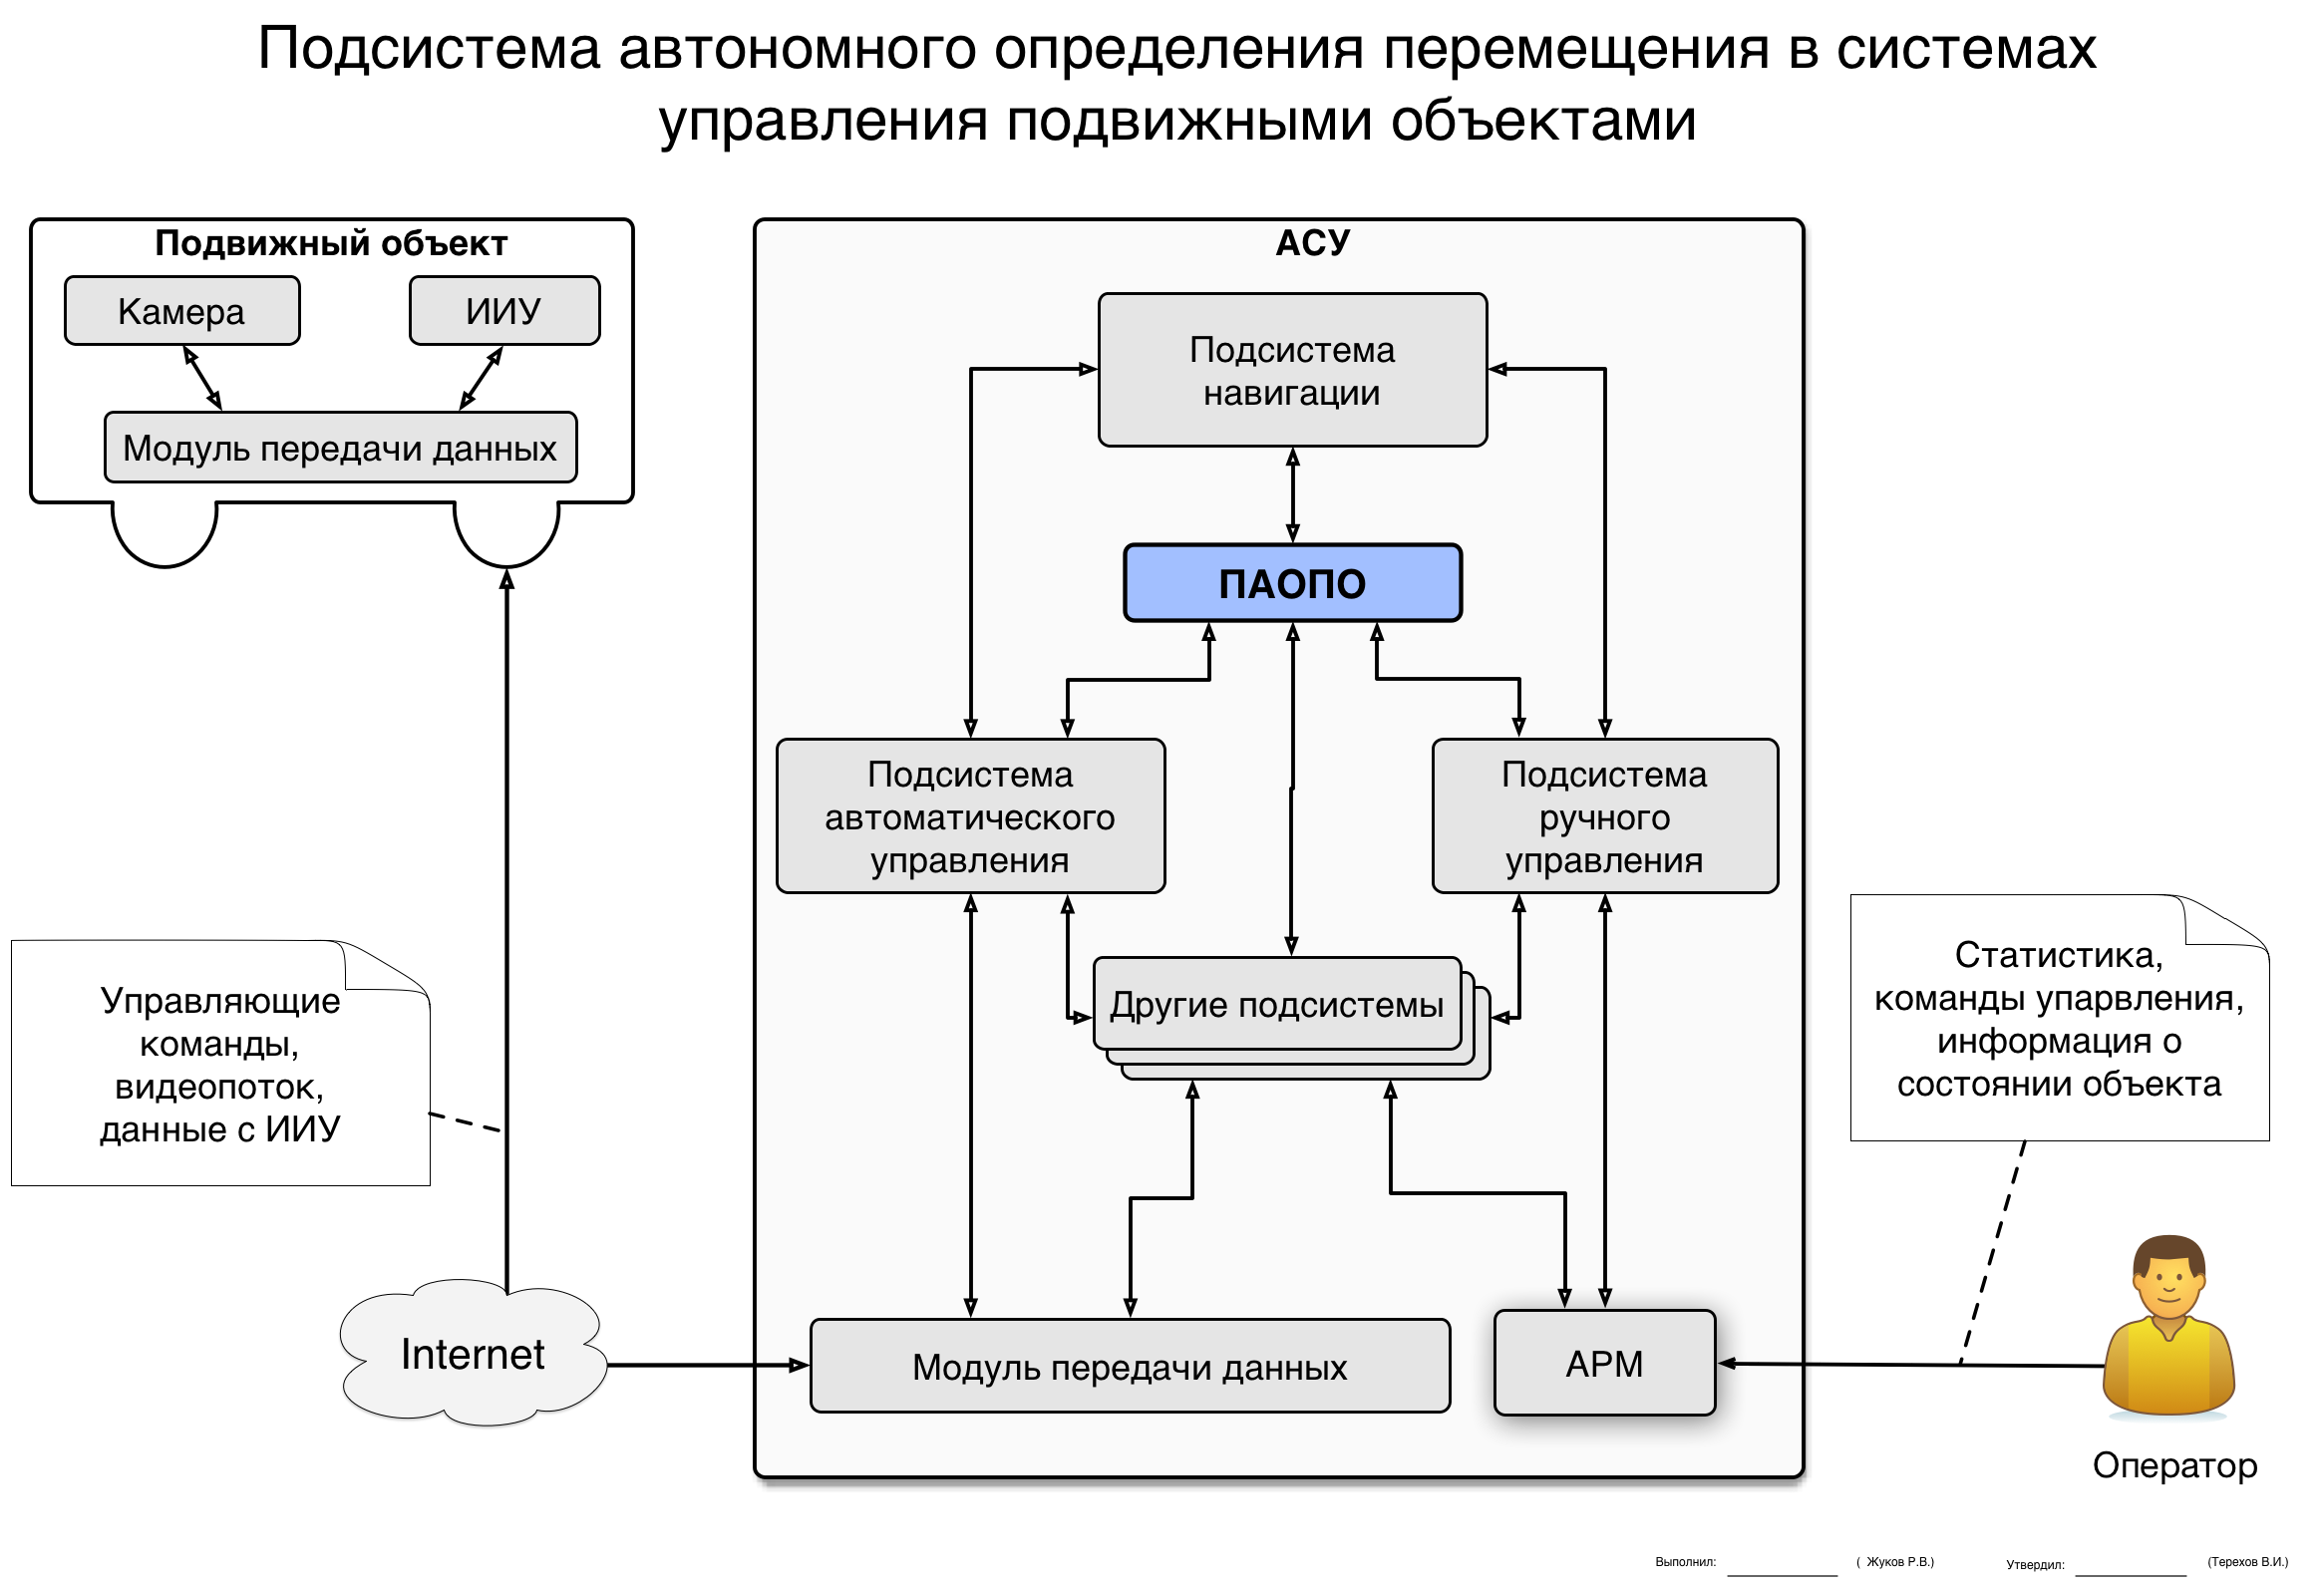 Подсистема автономного определения перемещения в системах
управления подвижными объектами
Подвижный объект
Камера
ИИУ
Модуль передачи данных
АСУ
Подсистема
навигации
ПАОПО
Подсистема
автоматического
управления
Подсистема
ручного
управления
Другие подсистемы
Управляющие
команды,
видеопоток,
данные с ИИУ
Статистика,
команды упарвления,
информация о
состоянии объекта
Internet
Модуль передачи данных
АРМ
Оператор
Выполнил: ( Жуков Р.В.) Утвердил: (Терехов В.И.)